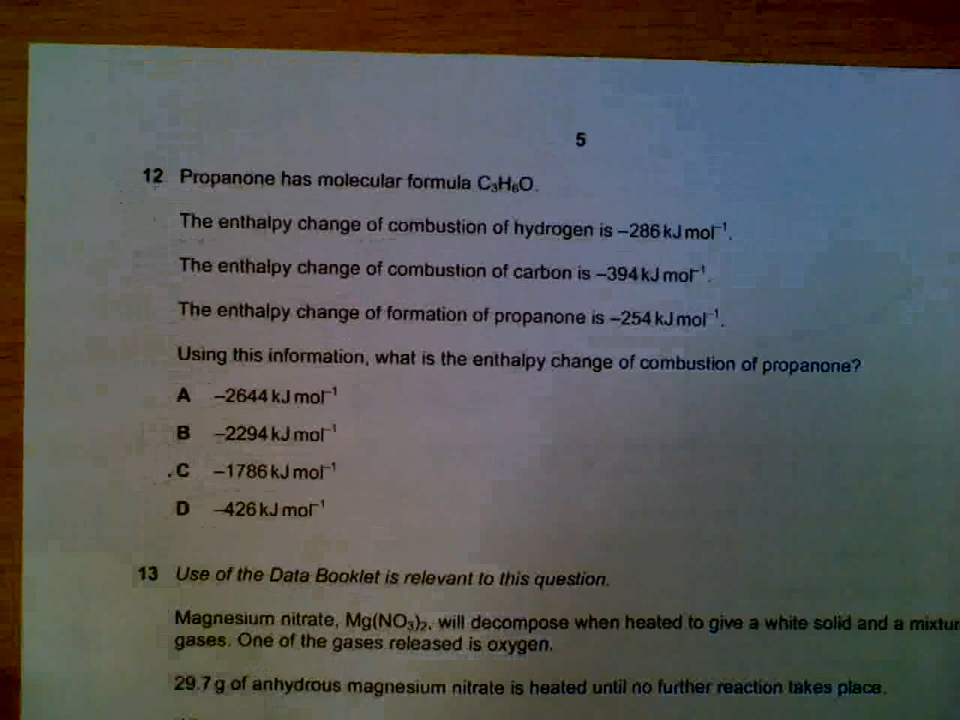 5
12 Propanone has molecular formula C₃H₆O.
The enthalpy change of combustion of hydrogen is –286 kJ mol⁻¹.
The enthalpy change of combustion of carbon is –394 kJ mol⁻¹.
The enthalpy change of formation of propanone is –254 kJ mol⁻¹.
Using this information, what is the enthalpy change of combustion of propanone?
A –2644 kJ mol⁻¹
B –2294 kJ mol⁻¹
C –1786 kJ mol⁻¹
D –426 kJ mol⁻¹
13 Use of the Data Booklet is relevant to this question.
Magnesium nitrate, Mg(NO₃)₂, will decompose when heated to give a white solid and a mixtur
gases. One of the gases released is oxygen.
29.7 g of anhydrous magnesium nitrate is heated until no further reaction takes place.